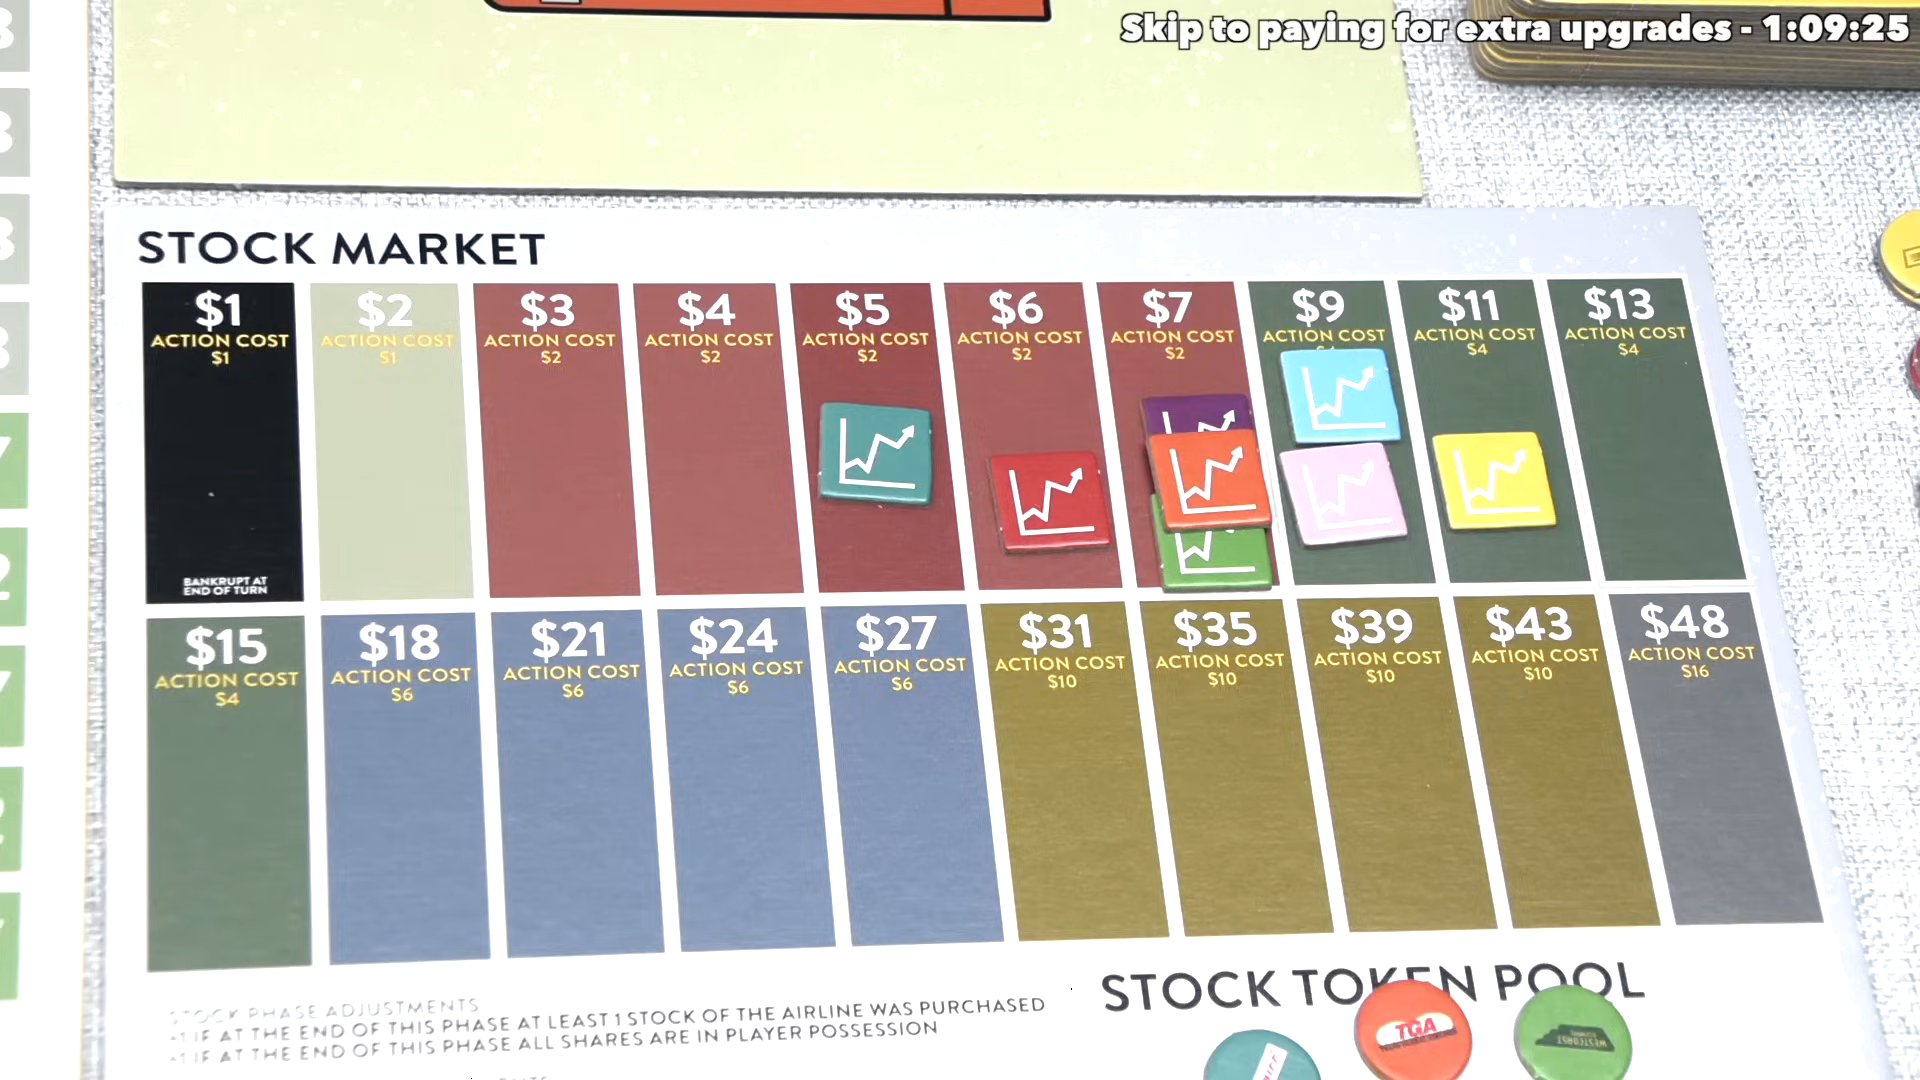 Skip to paying for extra upgrades - 1:09:25
STOCK MARKET
$1
ACTION COST
$1
BANKRUPT AT
END OF TURN
$2
ACTION COST
$1
$3
ACTION COST
$2
$4
ACTION COST
$2
$5
ACTION COST
$2
$6
ACTION COST
$2
$7
ACTION COST
$2
$9
ACTION COST
$11
ACTION COST
$4
$13
ACTION COST
$4
$15
ACTION COST
$4
$18
ACTION COST
$6
$21
ACTION COST
$6
$24
ACTION COST
$6
$27
ACTION COST
$6
$31
ACTION COST
$10
$35
ACTION COST
$10
$39
ACTION COST
$10
$43
ACTION COST
$10
$48
ACTION COST
$16
STOCK PHASE ADJUSTMENTS
IF AT THE END OF THIS PHASE AT LEAST 1 STOCK OF THE AIRLINE WAS PURCHASED
IF AT THE END OF THIS PHASE ALL SHARES ARE IN PLAYER POSSESSION
STOCK TOKEN POOL
TGA